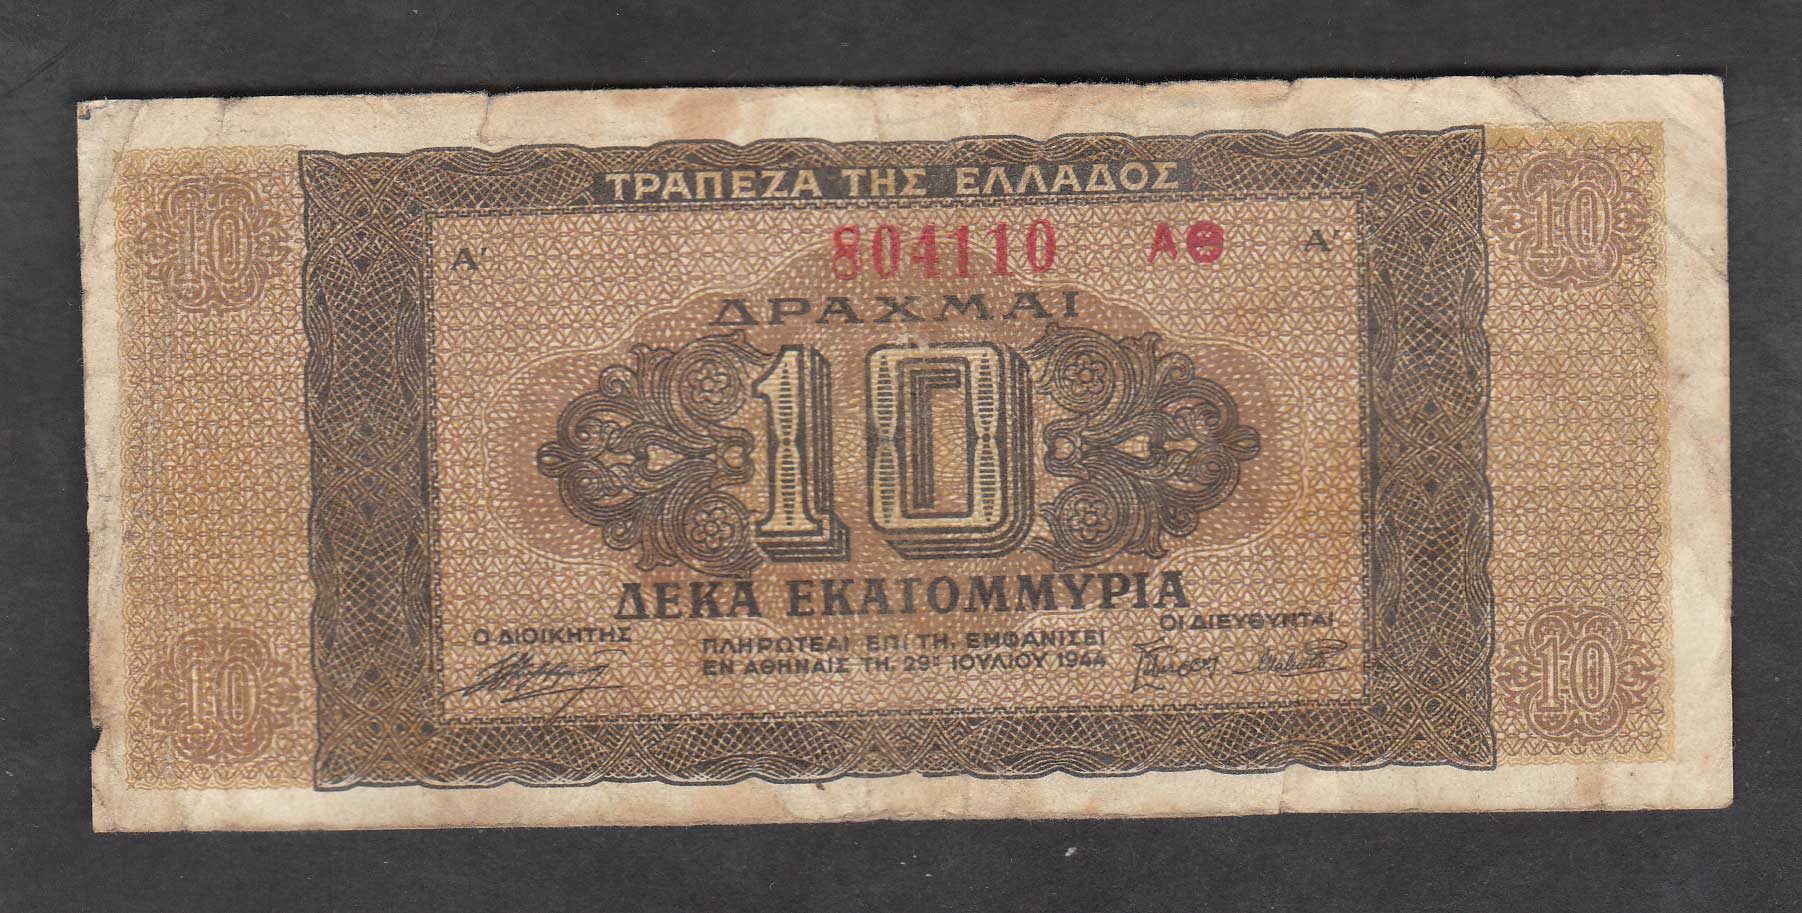 ΤΡΑΠΕΖΑ ΤΗΣ ΕΛΛΑΔΟΣ
10
10
Α'
804110 ΑΘ
Α'
ΔΡΑΧΜΑΙ
10
ΔΕΚΑ ΕΚΑΤΟΜΜΥΡΙΑ
Ο ΔΙΟΙΚΗΤΗΣ
ΠΛΗΡΩΤΕΑΙ ΕΠΙ ΤΗ, ΕΜΦΑΝΙΣΕΙ
ΕΝ ΑΘΗΝΑΙΣ ΤΗ, 29ῃ ΙΟΥΛΙΟΥ 1944
ΟΙ ΔΙΕΥΘΥΝΤΑΙ
10
10